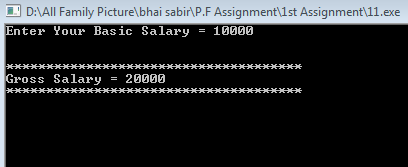 D:\All Family Picture\bhai sabir\P.F Assignment\1st Assignment\11.exe
Enter Your Basic Salary = 10000
*************************************
Gross Salary = 20000
*************************************